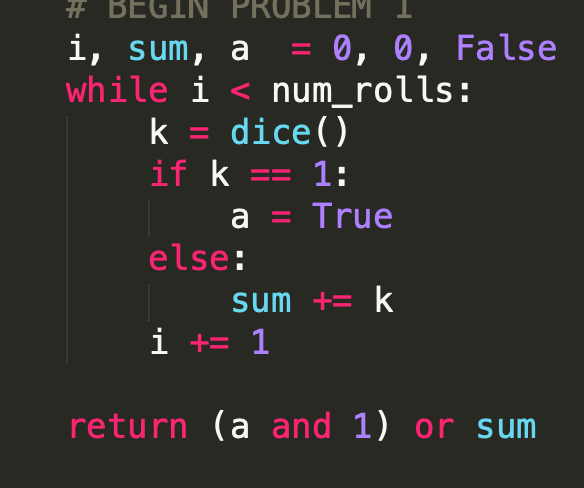 # BEGIN PROBLEM 1
i, sum, a  = 0, 0, False
while i < num_rolls:
    k = dice()
    if k == 1:
        a = True
    else:
        sum += k
    i += 1

return (a and 1) or sum